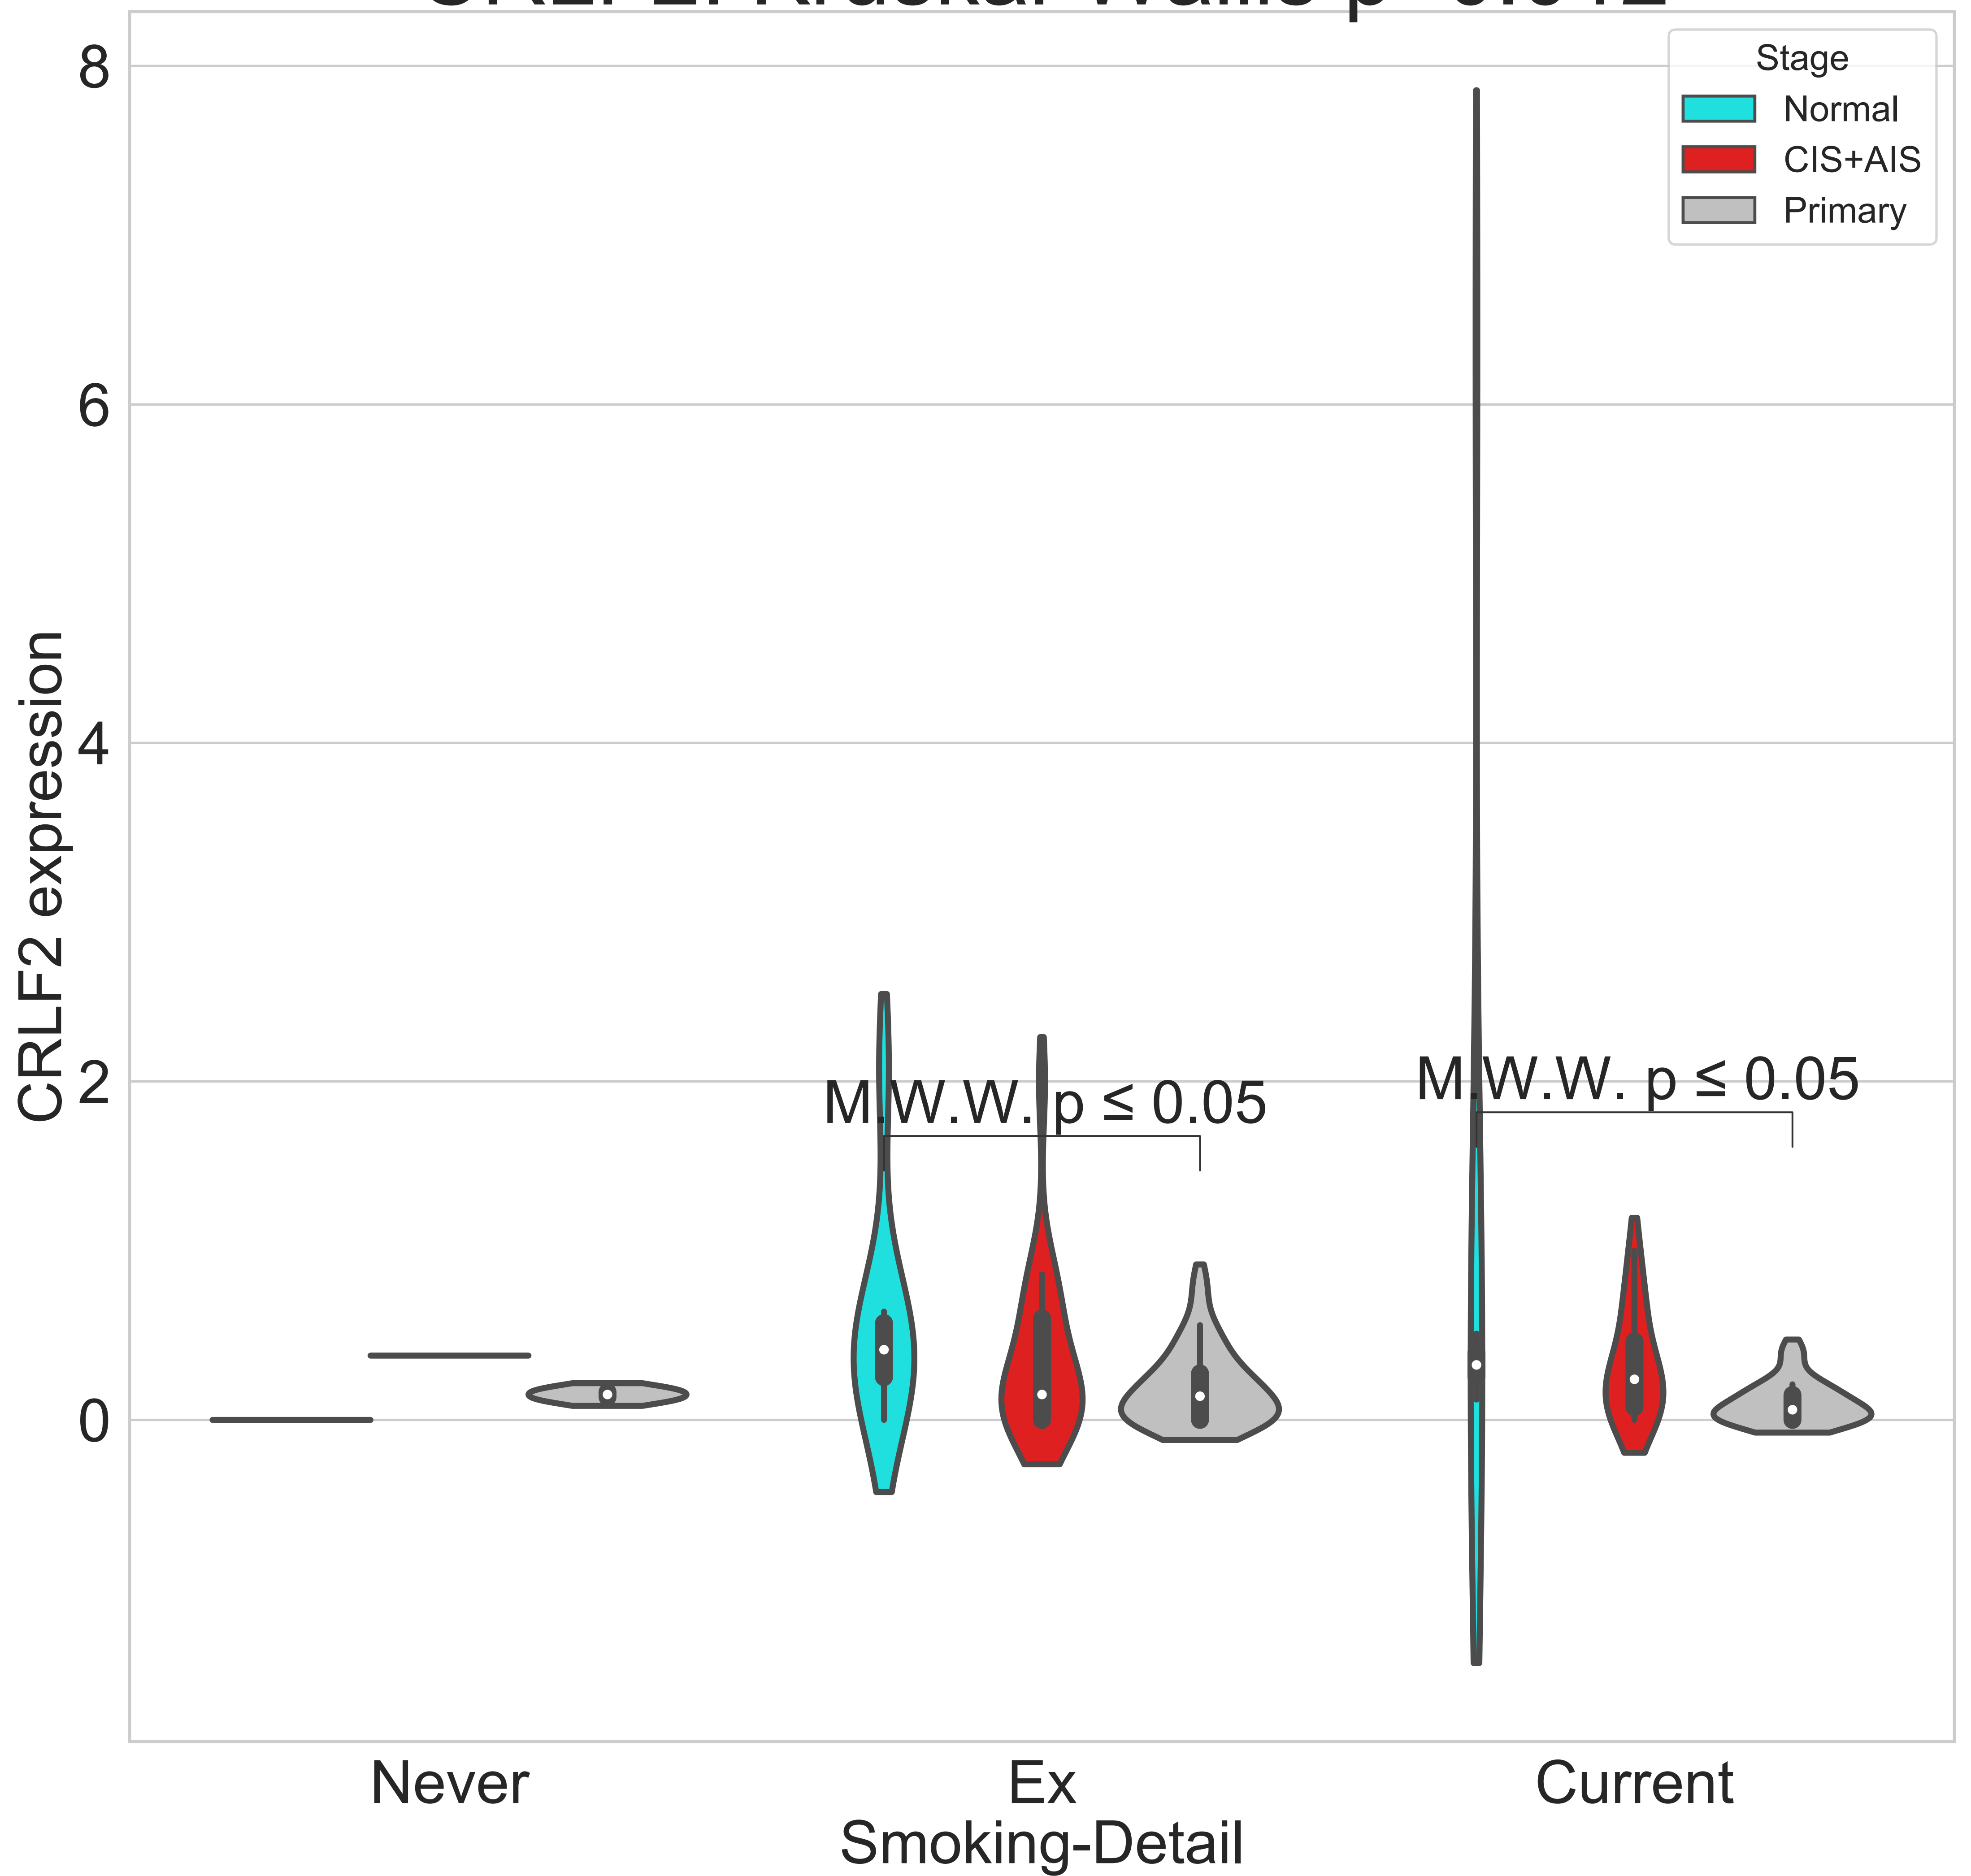 8
6
4
2
0
CRLF2 expression
Stage
Normal
CIS+AIS
Primary
M.W.W. p ≤ 0.05
M.W.W. p ≤ 0.05
Never
Ex
Current
Smoking-Detail